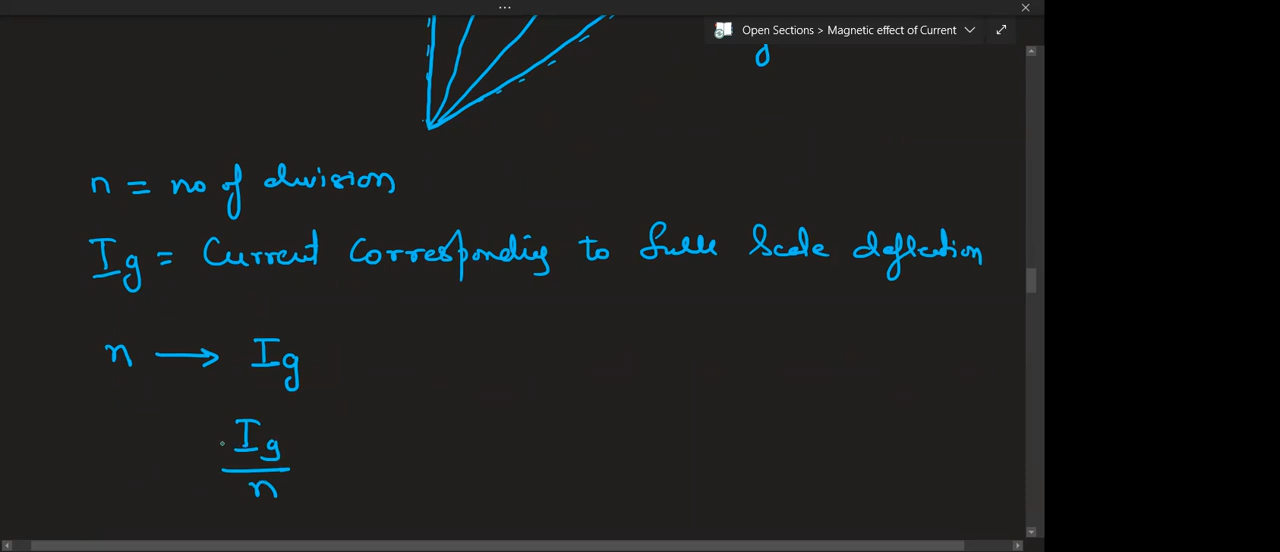 ...
Open Sections > Magnetic effect of Current
g
n = no of division
Ig = Current Corresponding to full Scale deflection
n → Ig
Ig
n